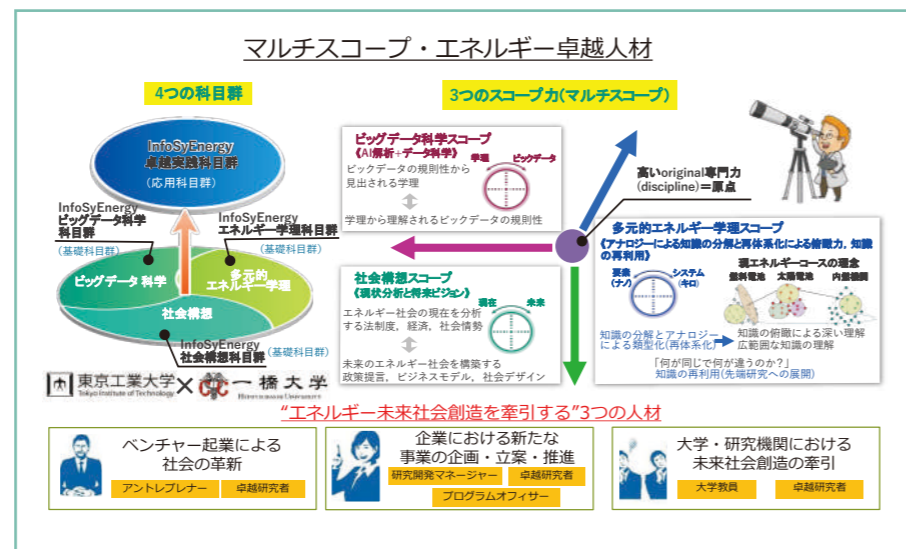 マルチスコープ・エネルギー卓越人材
4つの科目群
InfoSyEnergy
卓越実践科目群
(応用科目群)
InfoSyEnergy
ビッグデータ科学
科目群
(基礎科目群)
InfoSyEnergy
エネルギー学理科目群
(基礎科目群)
ビッグデータ科学
多元的
エネルギー学理
社会構想
InfoSyEnergy
社会構想科目群
(基礎科目群)
東京工業大学
Tokyo Institute of Technology
×
一橋大学
HITOTSUBASHI UNIVERSITY
3つのスコープ力(マルチスコープ)
ビッグデータ科学スコープ
《AI解析+データ科学》
ビックデータの規則性から
見出される学理
学理から理解されるビックデータの規則性
学理
ビックデータ
高いoriginal専門力
(discipline)=原点
社会構想スコープ
《現状分析と将来ビジョン》
エネルギー社会の現在を分析
する法制度,経済,社会情勢
未来のエネルギー社会を構築する
政策提言,ビジネスモデル,社会デザイン
現在
未来
多元的エネルギー学理スコープ
《アナロジーによる知識の分解と再体系化による俯瞰力,知識
の再利用》
要素
(ナノ)
システム
(キロ)
現エネルギーコースの理念
燃料電池
太陽電池
内燃機関
知識の分解とアナロジー
による類型化(再体系化)
知識の俯瞰による深い理解
広範囲な知識の理解
「何が同じで何が違うのか?」
知識の再利用(先端研究への展開)
“エネルギー未来社会創造を牽引する”3つの人材
ベンチャー起業による
社会の革新
アントレプレナー
卓越研究者
企業における新たな
事業の企画・立案・推進
研究開発マネージャー
卓越研究者
プログラムオフィサー
大学・研究機関における
未来社会創造の牽引
大学教員
卓越研究者